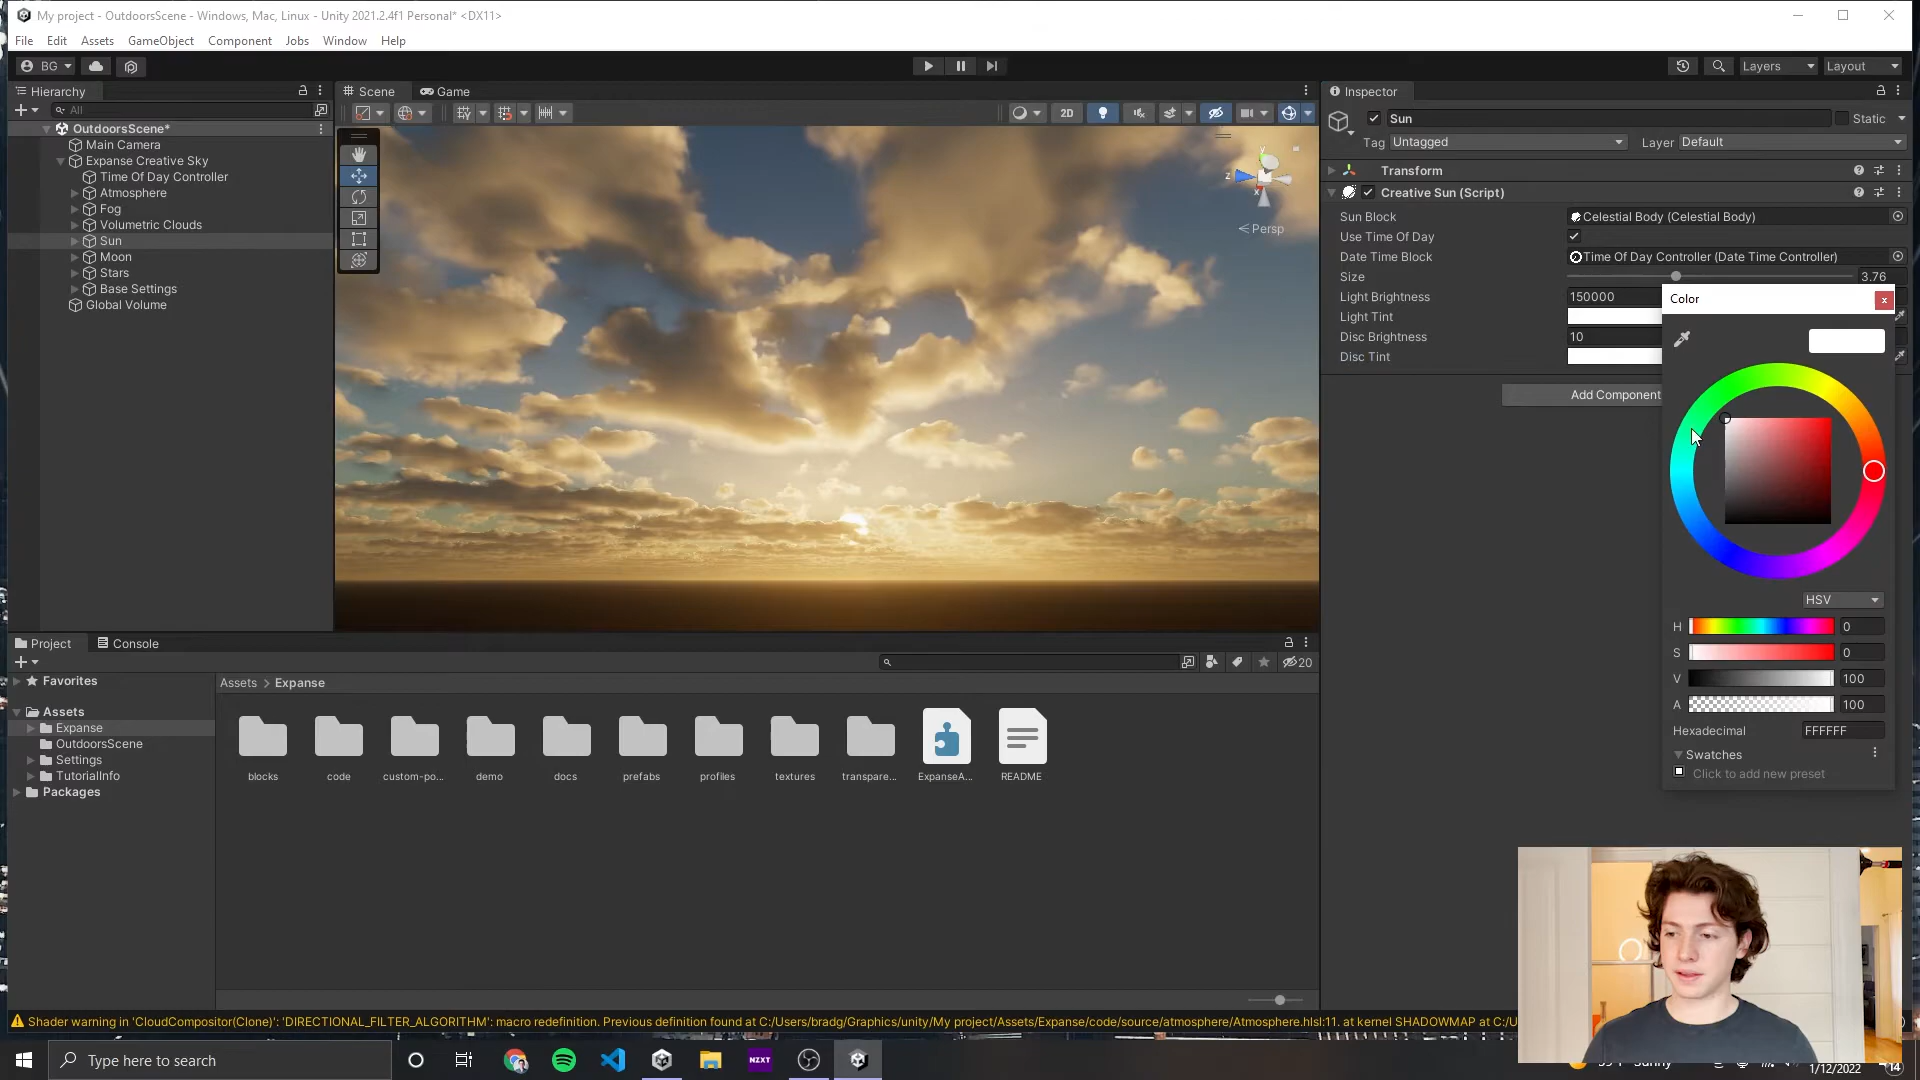 My project - OutdoorsScene - Windows, Mac, Linux - Unity 2021.2.4f1 Personal* <DX11>
File Edit Assets GameObject Component Jobs Window Help
BG
Layers Layout
Hierarchy
All
OutdoorsScene*
Main Camera
Expanse Creative Sky
Time Of Day Controller
Atmosphere
Fog
Volumetric Clouds
Sun
Moon
Stars
Base Settings
Global Volume
Scene Game
2D
y
z
x
Persp
Inspector
Sun Static
Tag Untagged Layer Default
Transform
Creative Sun (Script)
Sun Block Celestial Body (Celestial Body)
Use Time Of Day
Date Time Block Time Of Day Controller (Date Time Controller)
Size 3.76
Light Brightness 150000
Light Tint
Disc Brightness 10
Disc Tint
Add Component
Color
x
HSV
H 0
S 0
V 100
A 100
Hexadecimal FFFFFF
Swatches
Click to add new preset
Project Console
20
Favorites
Assets
Expanse
OutdoorsScene
Settings
TutorialInfo
Packages
Assets > Expanse
blocks code custom-po... demo docs prefabs profiles textures transpare... ExpanseA... README
Shader warning in 'CloudCompositor(Clone)': 'DIRECTIONAL_FILTER_ALGORITHM': macro redefinition. Previous definition found at C:/Users/bradg/Graphics/unity/My project/Assets/Expanse/code/source/atmosphere/Atmosphere.hlsl:11. at kernel SHADOWMAP at C:/U
Type here to search
NZXT
1/12/2022
14